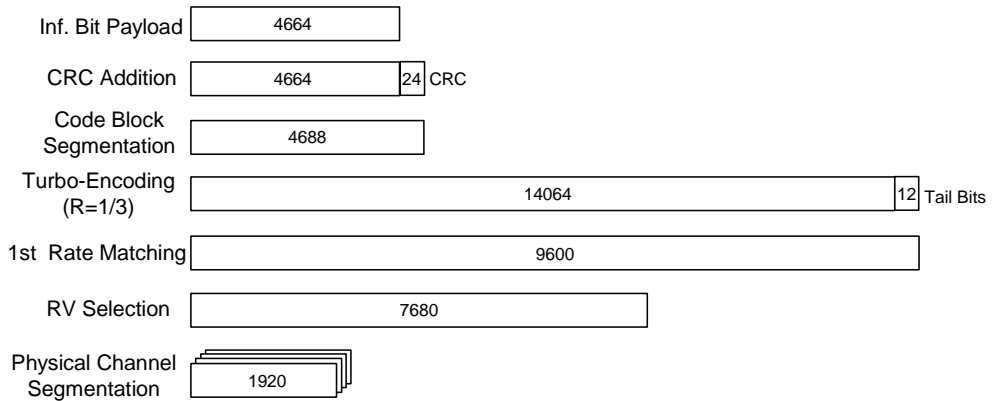 Inf. Bit Payload 4664
CRC Addition 4664 24 CRC
Code Block
Segmentation 4688
Turbo-Encoding
(R=1/3) 14064 12 Tail Bits
1st Rate Matching 9600
RV Selection 7680
Physical Channel
Segmentation 1920